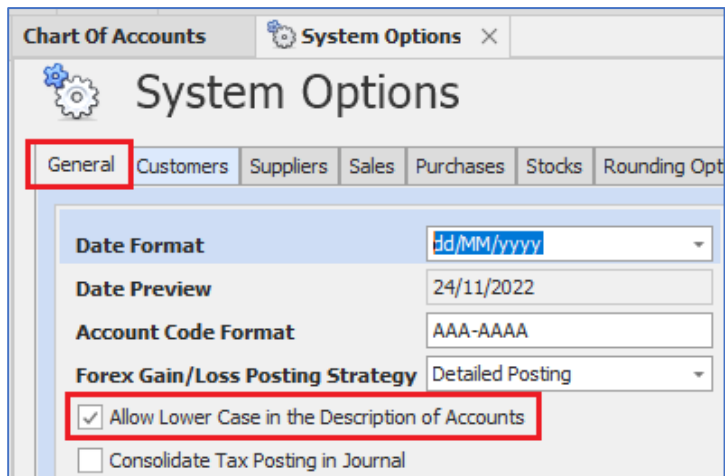 Chart Of Accounts System Options
System Options
General Customers Suppliers Sales Purchases Stocks Rounding Opt
Date Format dd/MM/yyyy
Date Preview 24/11/2022
Account Code Format AAA-AAAA
Forex Gain/Loss Posting Strategy Detailed Posting
Allow Lower Case in the Description of Accounts
Consolidate Tax Posting in Journal